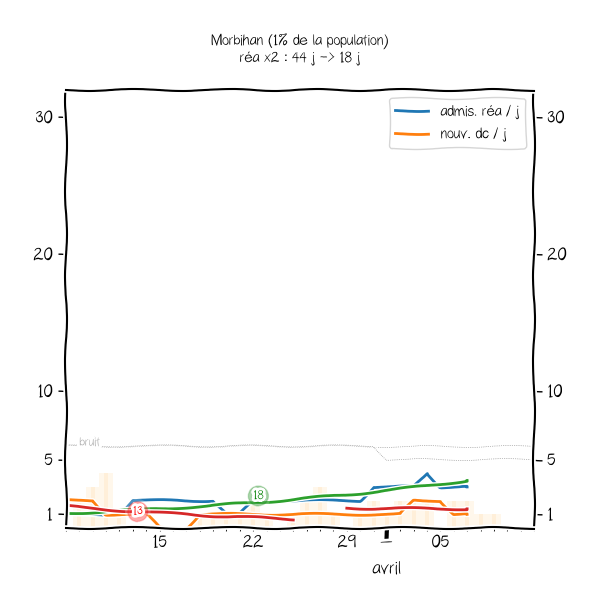 Morbihan (1% de la population)
réa x2 : 44 j -> 18 j
admis. réa / j
nouv. dc / j
30
30
20
20
10
10
bruit
5
5
18
13
1
1
15
22
29
1
05
avril